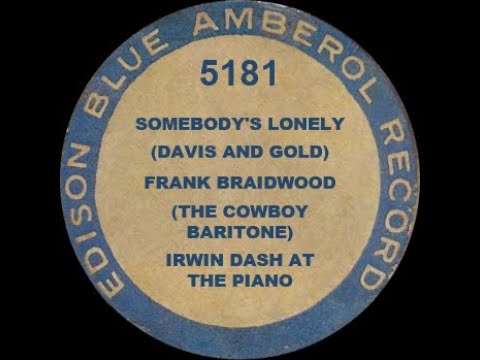 EDISON BLUE AMBEROL RECORD
5181
SOMEBODY'S LONELY
(DAVIS AND GOLD)
FRANK BRAIDWOOD
(THE COWBOY
BARITONE)
IRWIN DASH AT
THE PIANO